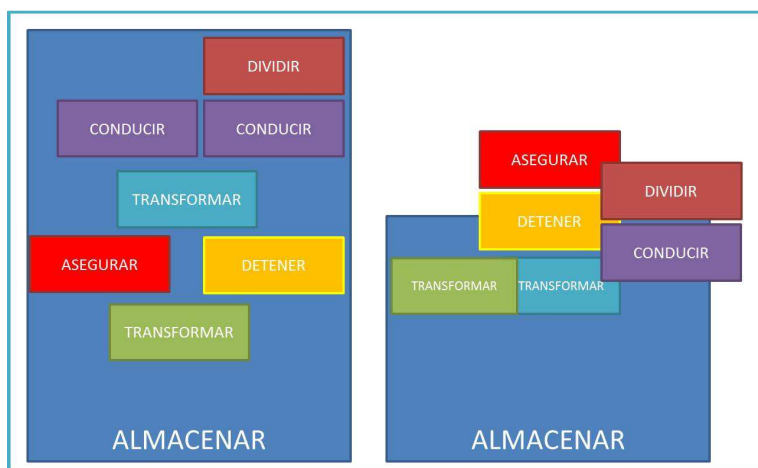 DIVIDIR
CONDUCIR
CONDUCIR
TRANSFORMAR
ASEGURAR
DETENER
TRANSFORMAR
ALMACENAR
ASEGURAR
DIVIDIR
DETENER
CONDUCIR
TRANSFORMAR
TRANSFORMAR
ALMACENAR